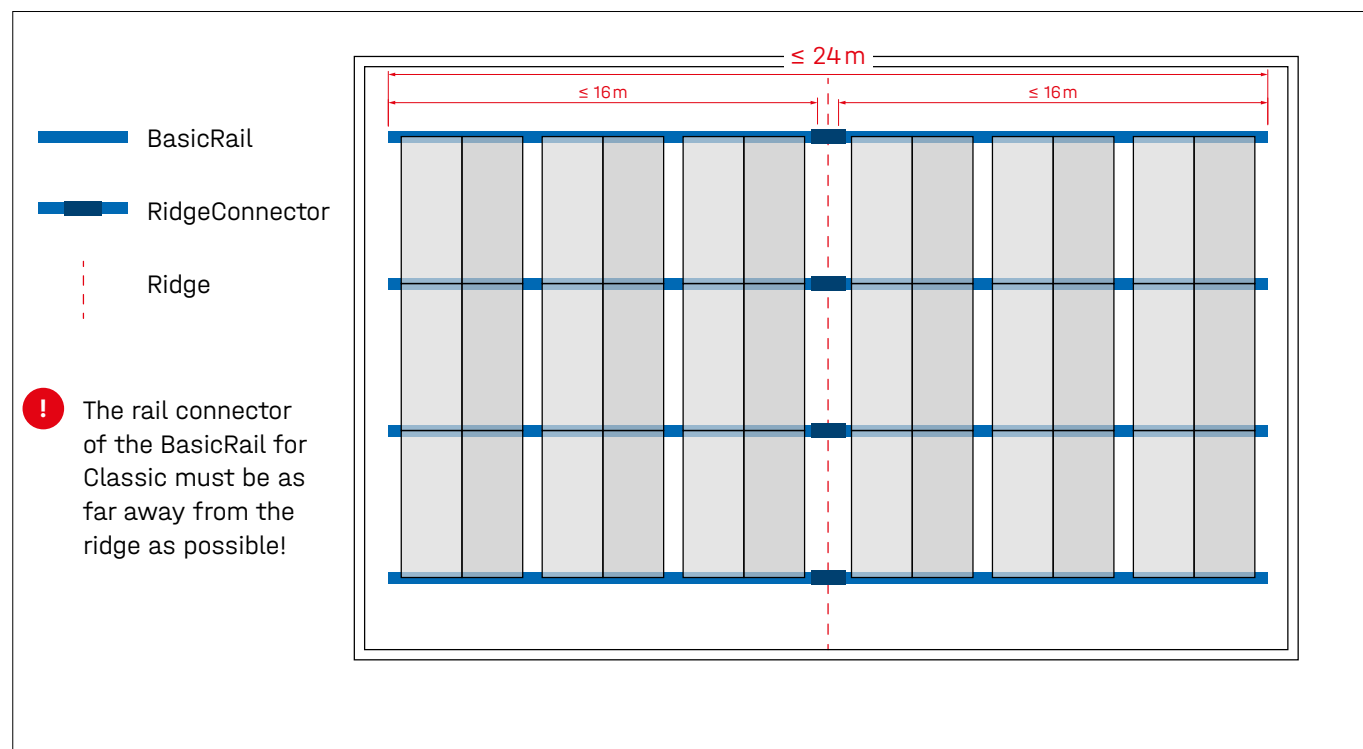 ≤ 24 m
≤ 16 m
≤ 16 m
BasicRail
RidgeConnector
Ridge
!
The rail connector
of the BasicRail for
Classic must be as
far away from the
ridge as possible!